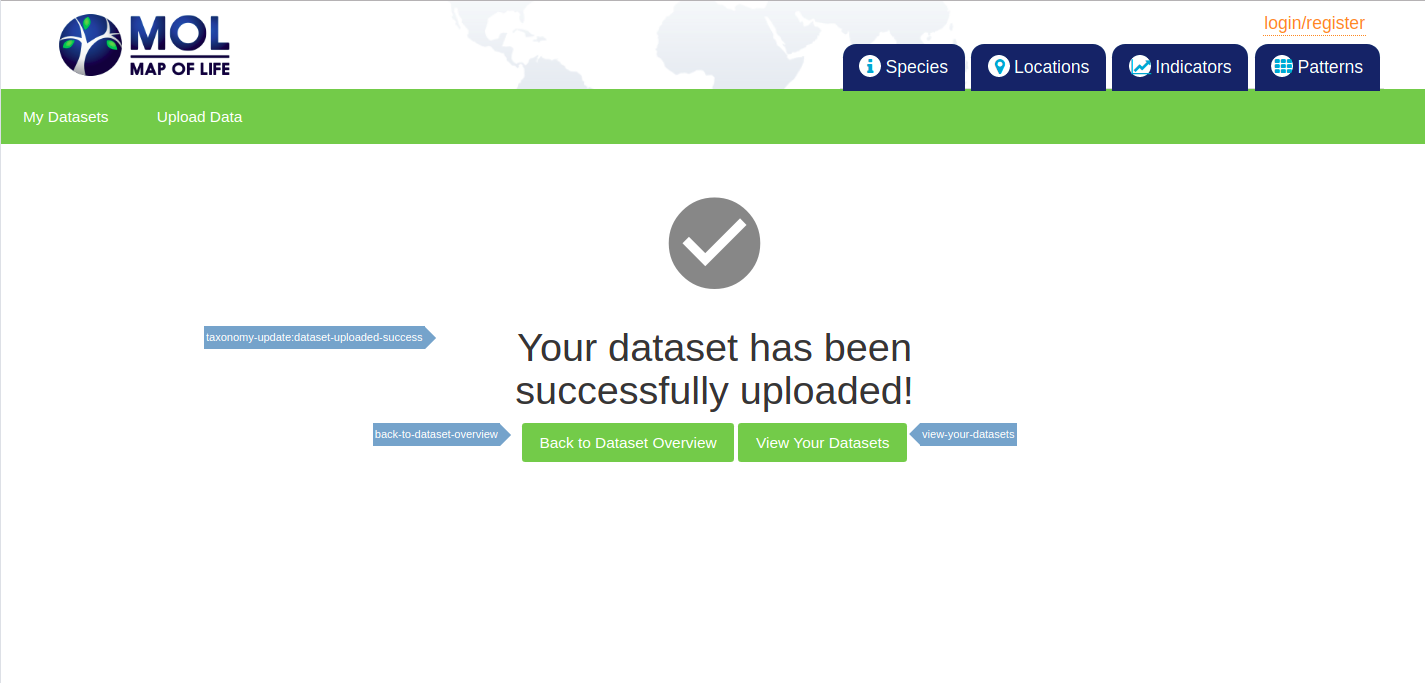 login/register
MOL
MAP OF LIFE
Species
Locations
Indicators
Patterns
My Datasets
Upload Data
taxonomy-update:dataset-uploaded-success
Your dataset has been
successfully uploaded!
back-to-dataset-overview
Back to Dataset Overview
View Your Datasets
view-your-datasets